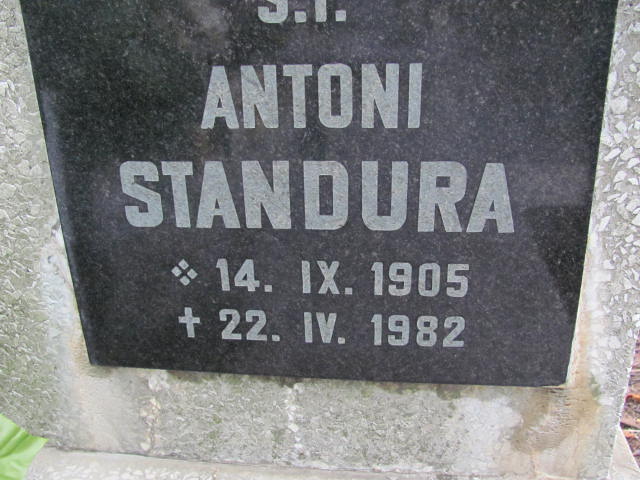 Ś.P.
ANTONI
STANDURA
❖ 14. IX. 1905
✝ 22. IV. 1982